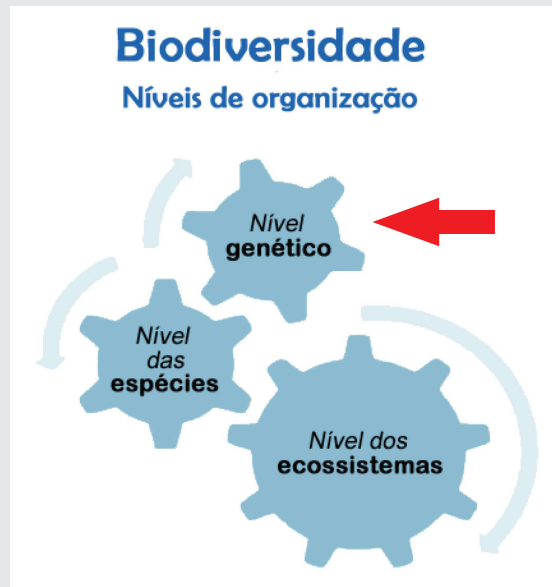 Biodiversidade
Níveis de organização
Nível
genético
Nível
das
espécies
Nível dos
ecossistemas